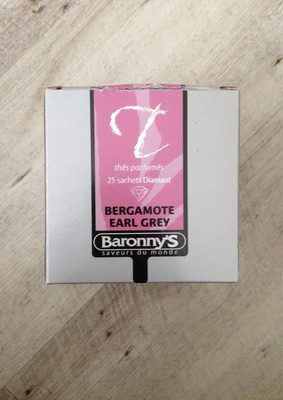 T
thés parfumés
25 sachets Diamant
BERGAMOTE
EARL GREY
Baronny'S
saveurs du monde